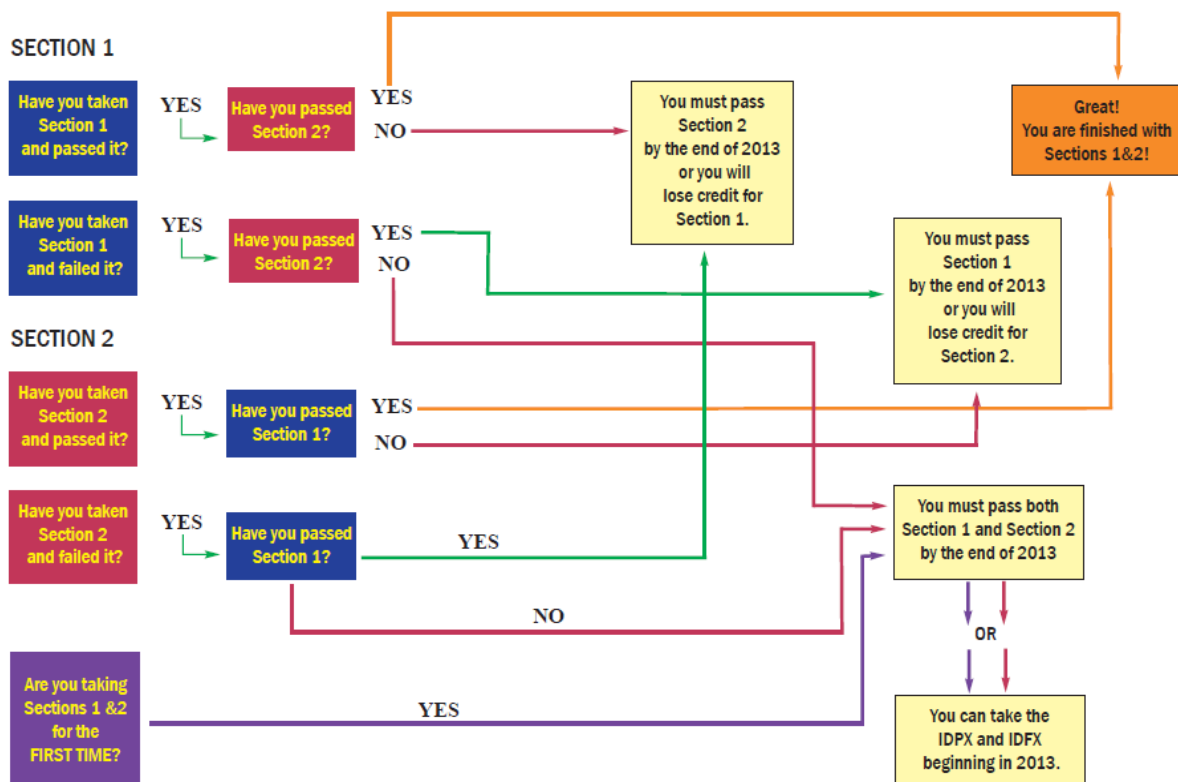 SECTION 1
Have you taken
Section 1
and passed it?
YES
Have you passed
Section 2?
YES
NO
You must pass
Section 2
by the end of 2013
or you will
lose credit for
Section 1.
Great!
You are finished with
Sections 1&2!
Have you taken
Section 1
and failed it?
YES
Have you passed
Section 2?
YES
NO
You must pass
Section 1
by the end of 2013
or you will
lose credit for
Section 2.
SECTION 2
Have you taken
Section 2
and passed it?
YES
Have you passed
Section 1?
YES
NO
Have you taken
Section 2
and failed it?
YES
Have you passed
Section 1?
YES
NO
You must pass both
Section 1 and Section 2
by the end of 2013
OR
Are you taking
Sections 1 &2
for the
FIRST TIME?
YES
You can take the
IDPX and IDFX
beginning in 2013.